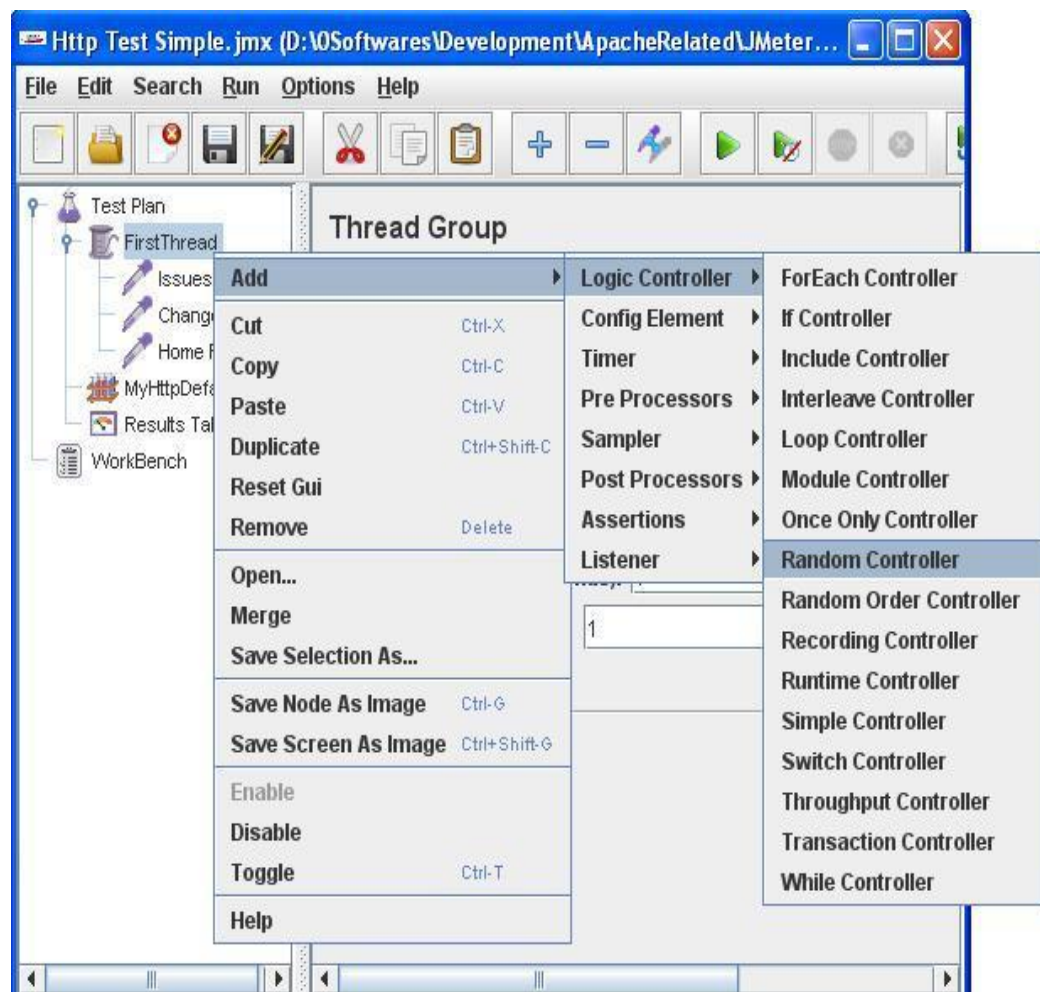 Http Test Simple.jmx (D:\0Softwares\Development\ApacheRelated\JMeter...
File Edit Search Run Options Help
Test Plan
FirstThread
Issues
Home
MyHttpDefa
Results Tal
WorkBench
Thread Group
1
Add
Cut Ctrl-X
Copy Ctrl-C
Paste Ctrl-V
Duplicate Ctrl+Shift-C
Reset Gui
Remove Delete
Open...
Merge
Save Selection As...
Save Node As Image Ctrl-G
Save Screen As Image Ctrl+Shift-G
Enable
Disable
Toggle Ctrl-T
Help
Logic Controller
Config Element
Timer
Pre Processors
Sampler
Post Processors
Assertions
Listener
ForEach Controller
If Controller
Include Controller
Interleave Controller
Loop Controller
Module Controller
Once Only Controller
Random Controller
Random Order Controller
Recording Controller
Runtime Controller
Simple Controller
Switch Controller
Throughput Controller
Transaction Controller
While Controller